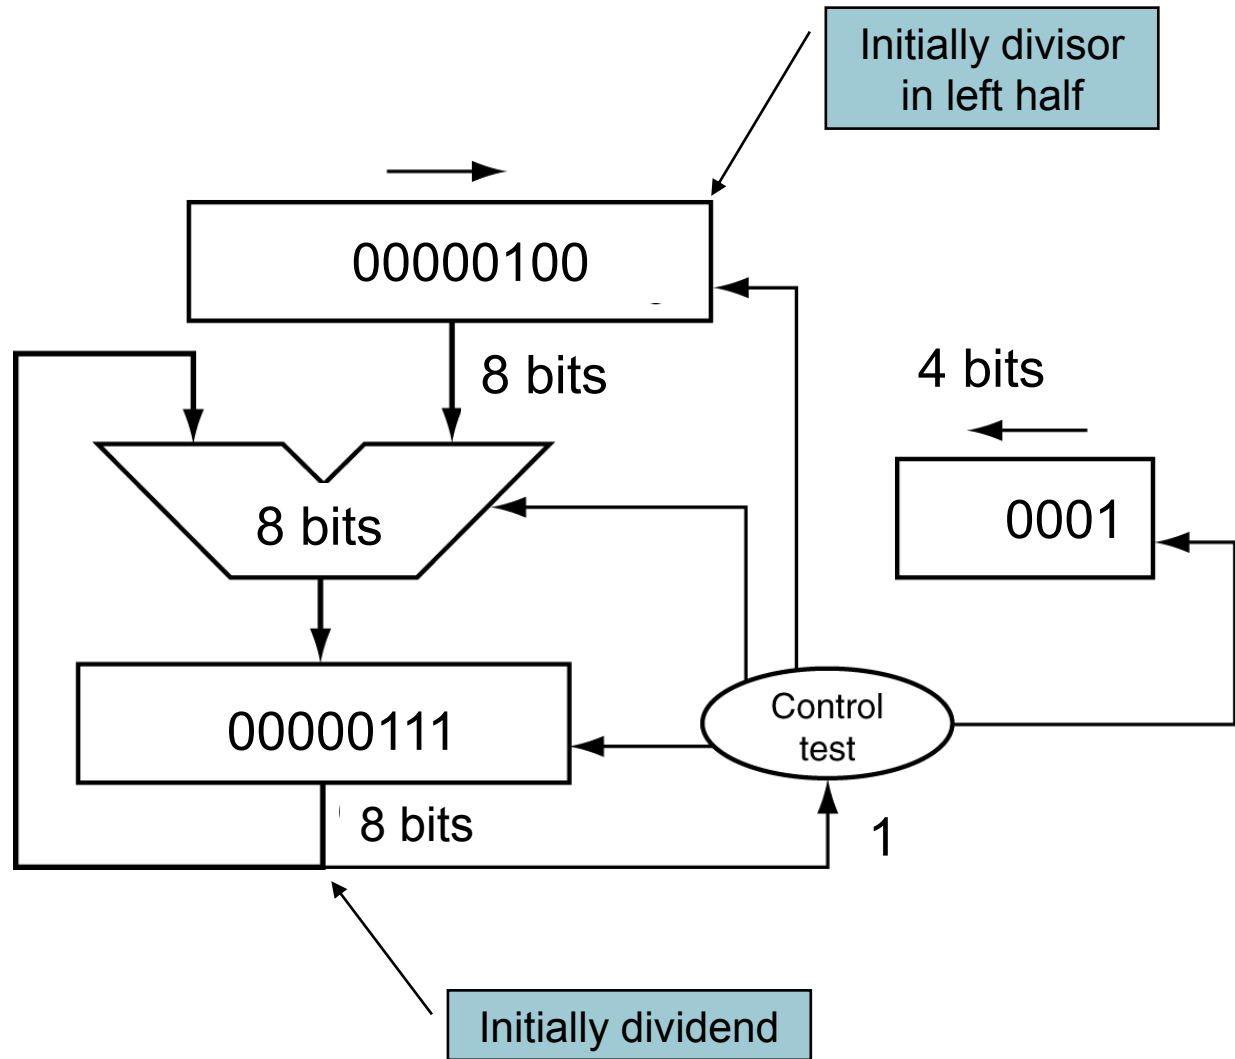 Initially divisor
in left half
00000100
8 bits
4 bits
8 bits
0001
00000111
Control
test
8 bits
1
Initially dividend